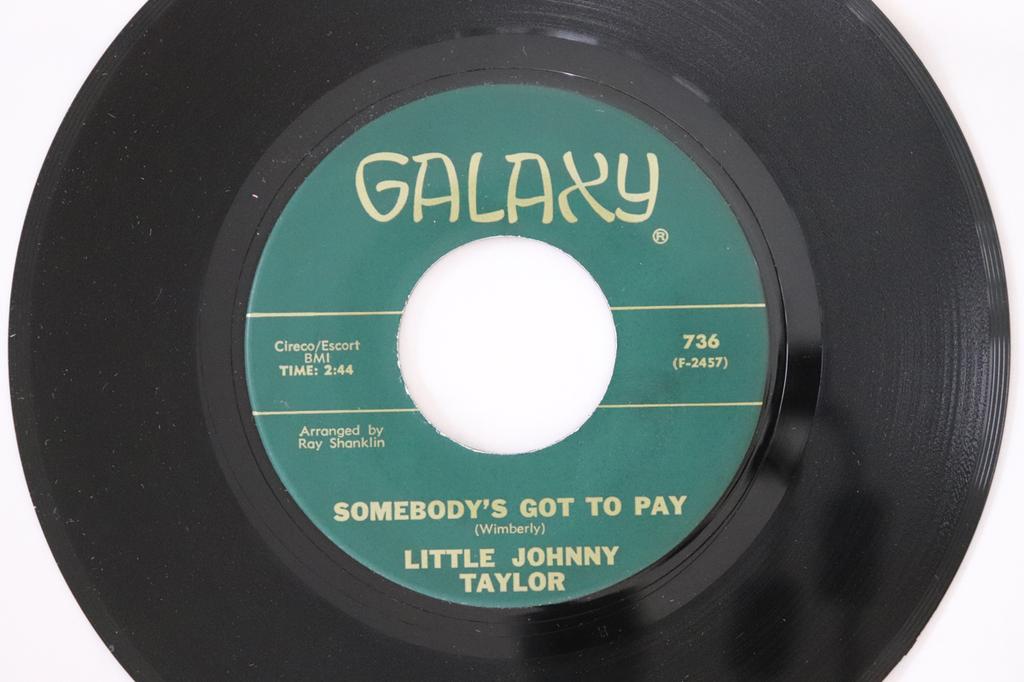 GALAXY
®
Cireco/Escort
BMI
TIME: 2:44
736
(F-2457)
Arranged by
Ray Shanklin
SOMEBODY'S GOT TO PAY
(Wimberly)
LITTLE JOHNNY
TAYLOR